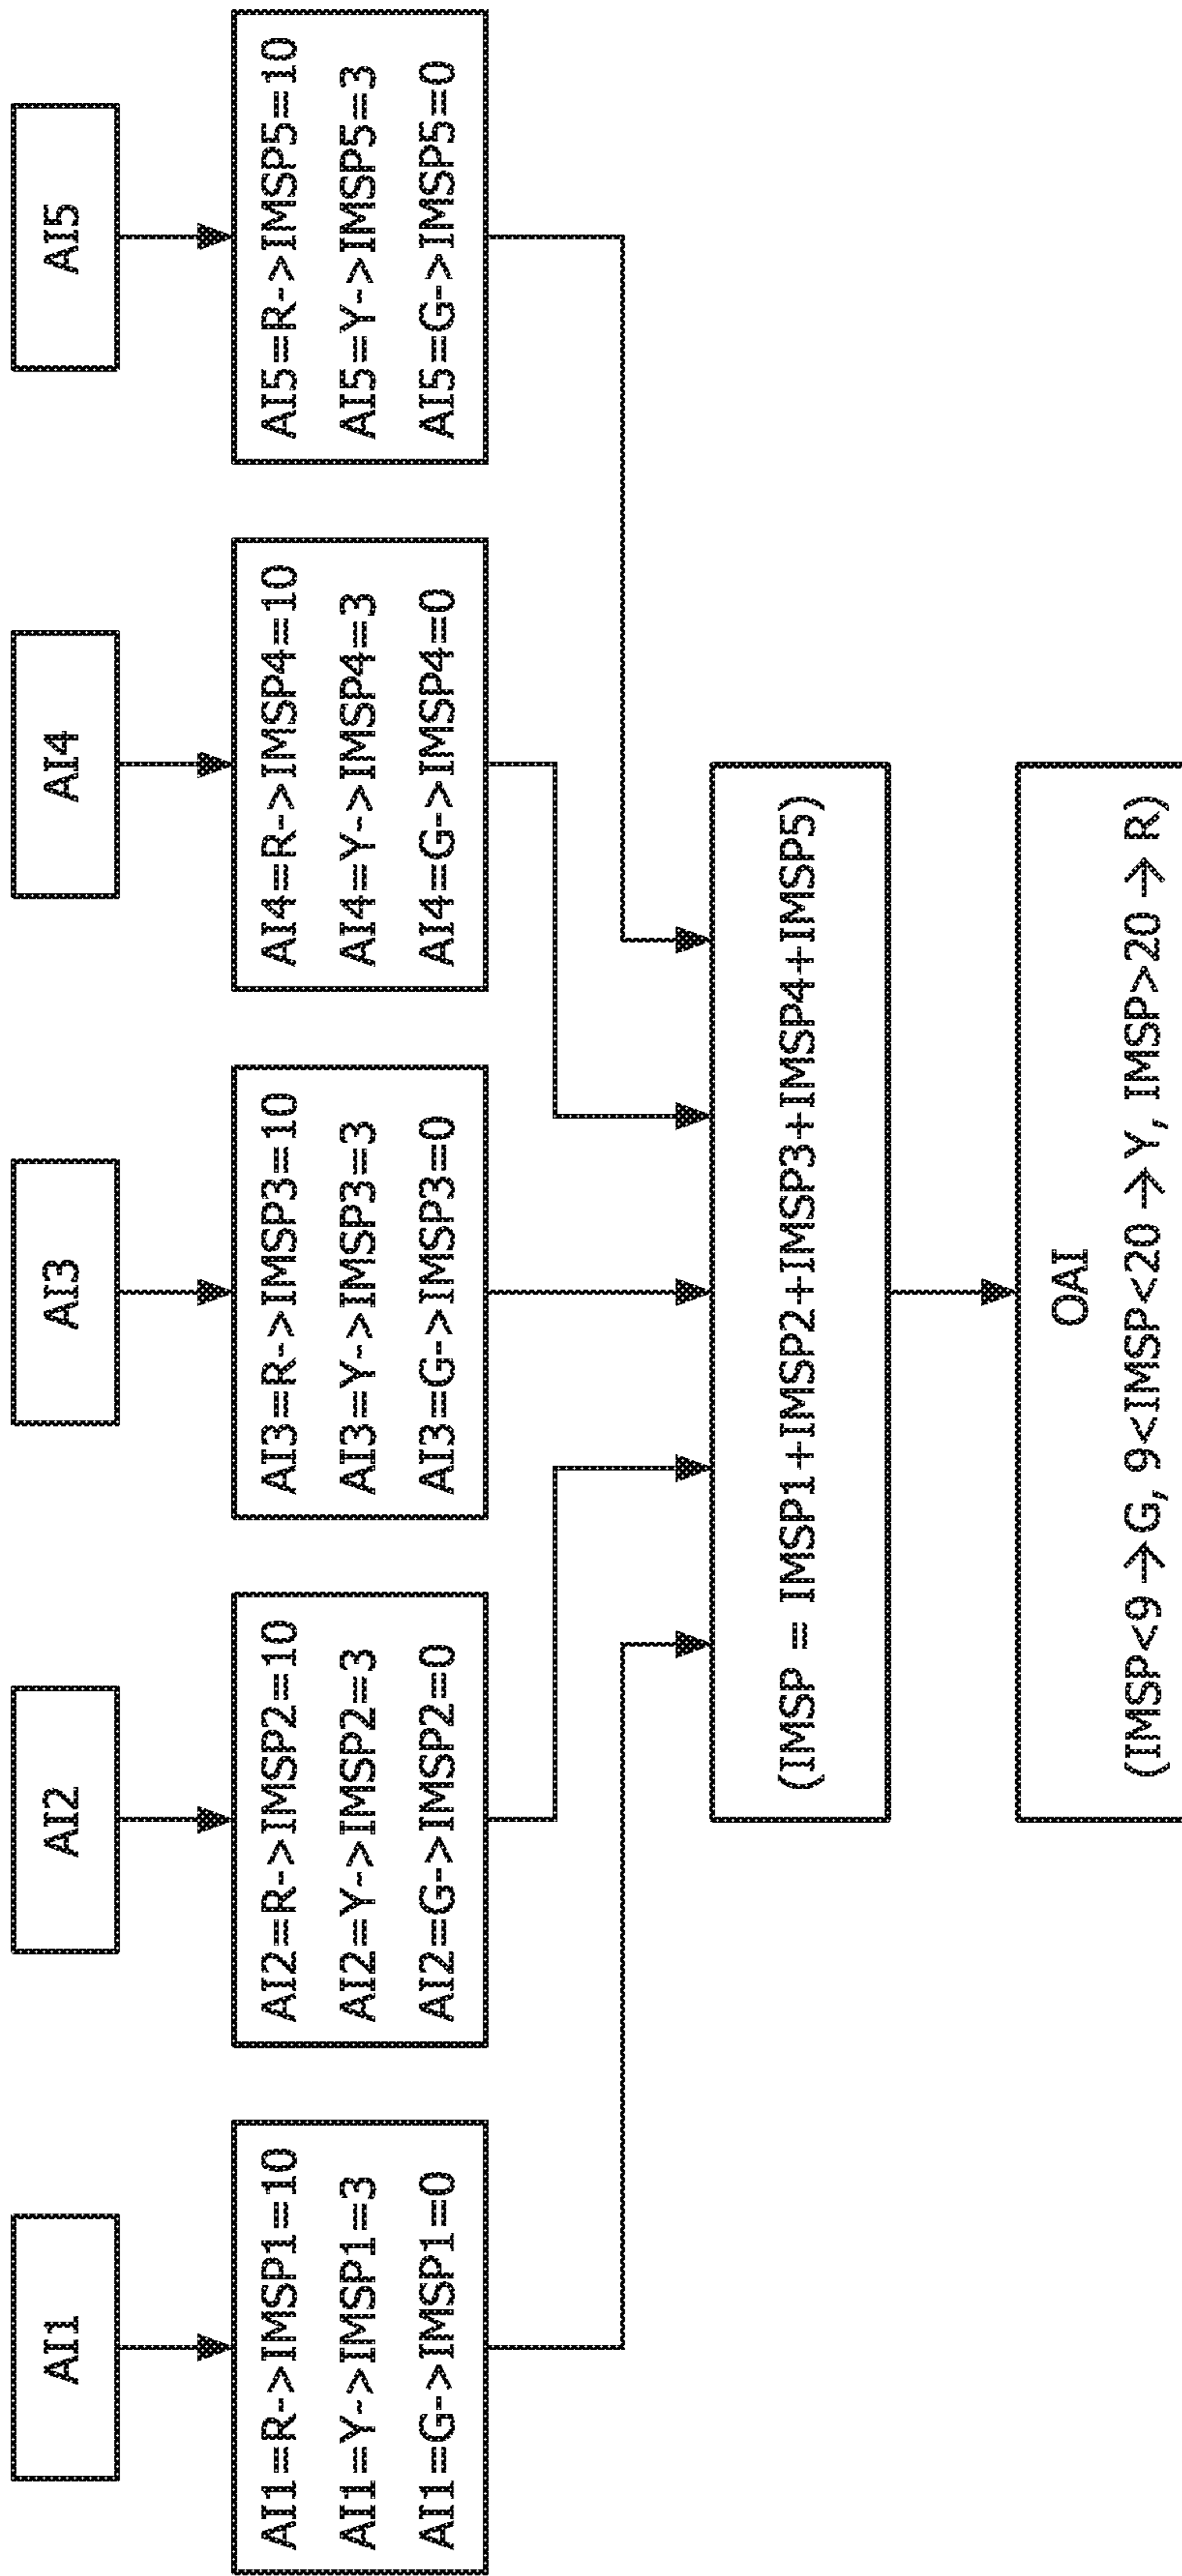 AI1
AI2
AI3
AI4
AI5
AI1=R->IMSP1=10
AI1=Y->IMSP1=3
AI1=G->IMSP1=0
AI2=R->IMSP2=10
AI2=Y->IMSP2=3
AI2=G->IMSP2=0
AI3=R->IMSP3=10
AI3=Y->IMSP3=3
AI3=G->IMSP3=0
AI4=R->IMSP4=10
AI4=Y->IMSP4=3
AI4=G->IMSP4=0
AI5=R->IMSP5=10
AI5=Y->IMSP5=3
AI5=G->IMSP5=0
(IMSP = IMSP1+IMSP2+IMSP3+IMSP4+IMSP5)
OAI
(IMSP<9 → G, 9<IMSP<20 → Y, IMSP>20 → R)